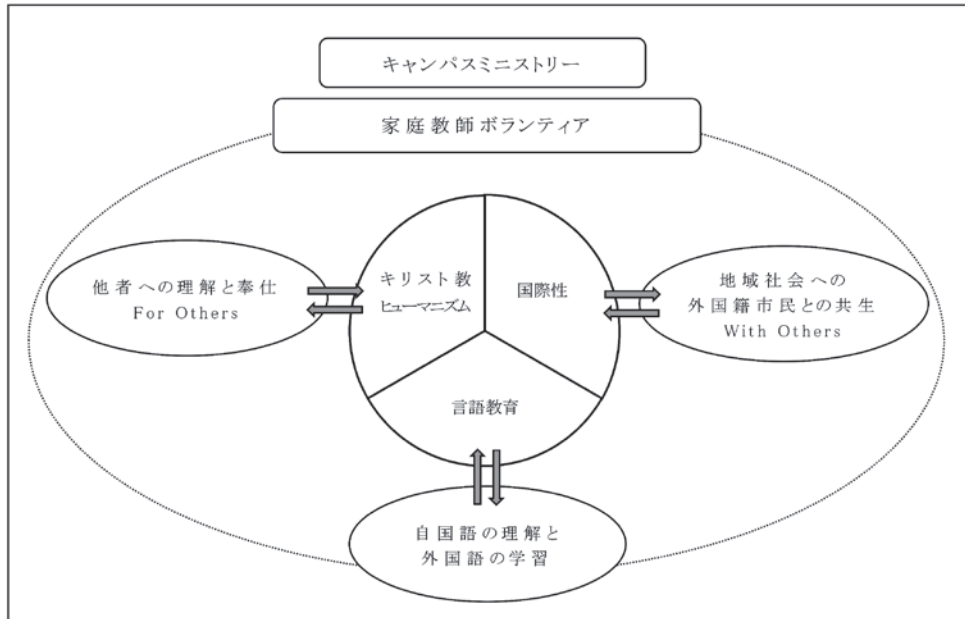 キャンパスミニストリー
家庭教師ボランティア
他者への理解と奉仕
For Others
キリスト教
ヒューマニズム
国際性
地域社会への
外国籍市民との共生
With Others
言語教育
自国語の理解と
外国語の学習